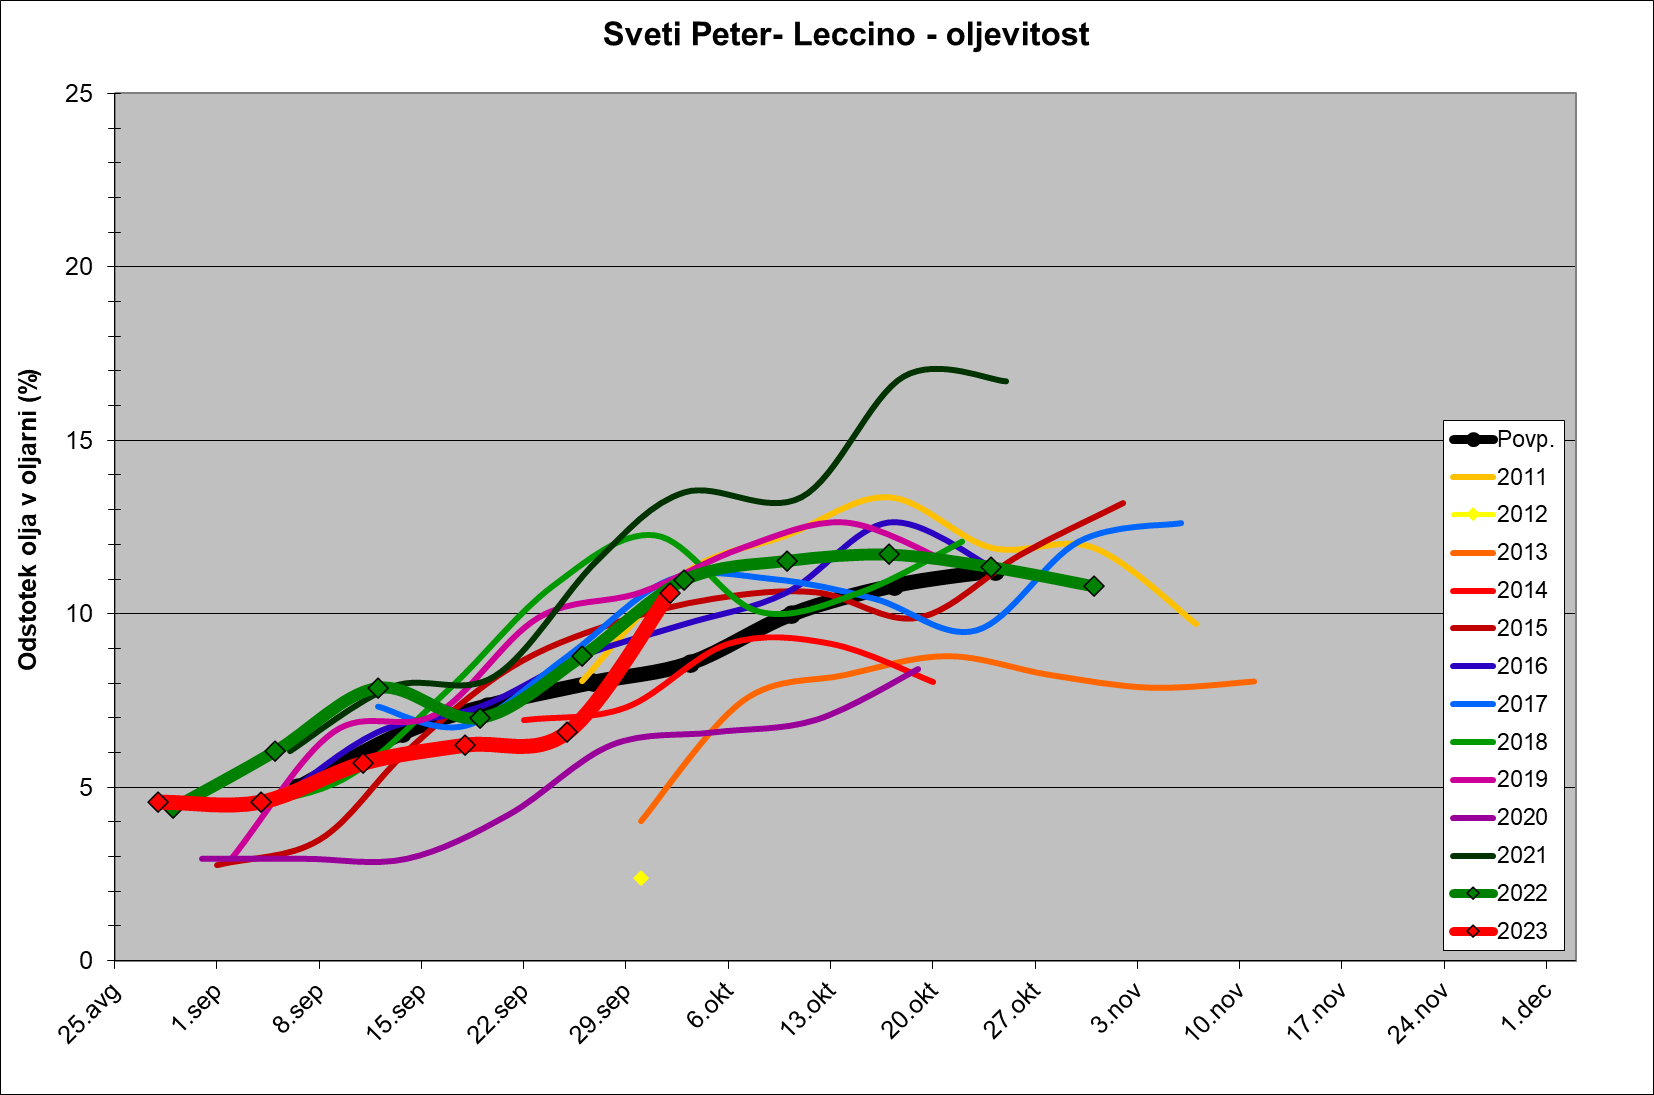 Sveti Peter- Leccino - oljevitost
Odstotek olja v oljarni (%)
25
20
15
10
5
0
25.avg
1.sep
8.sep
15.sep
22.sep
29.sep
6.okt
13.okt
20.okt
27.okt
3.nov
10.nov
17.nov
24.nov
1.dec
Povp.
2011
2012
2013
2014
2015
2016
2017
2018
2019
2020
2021
2022
2023